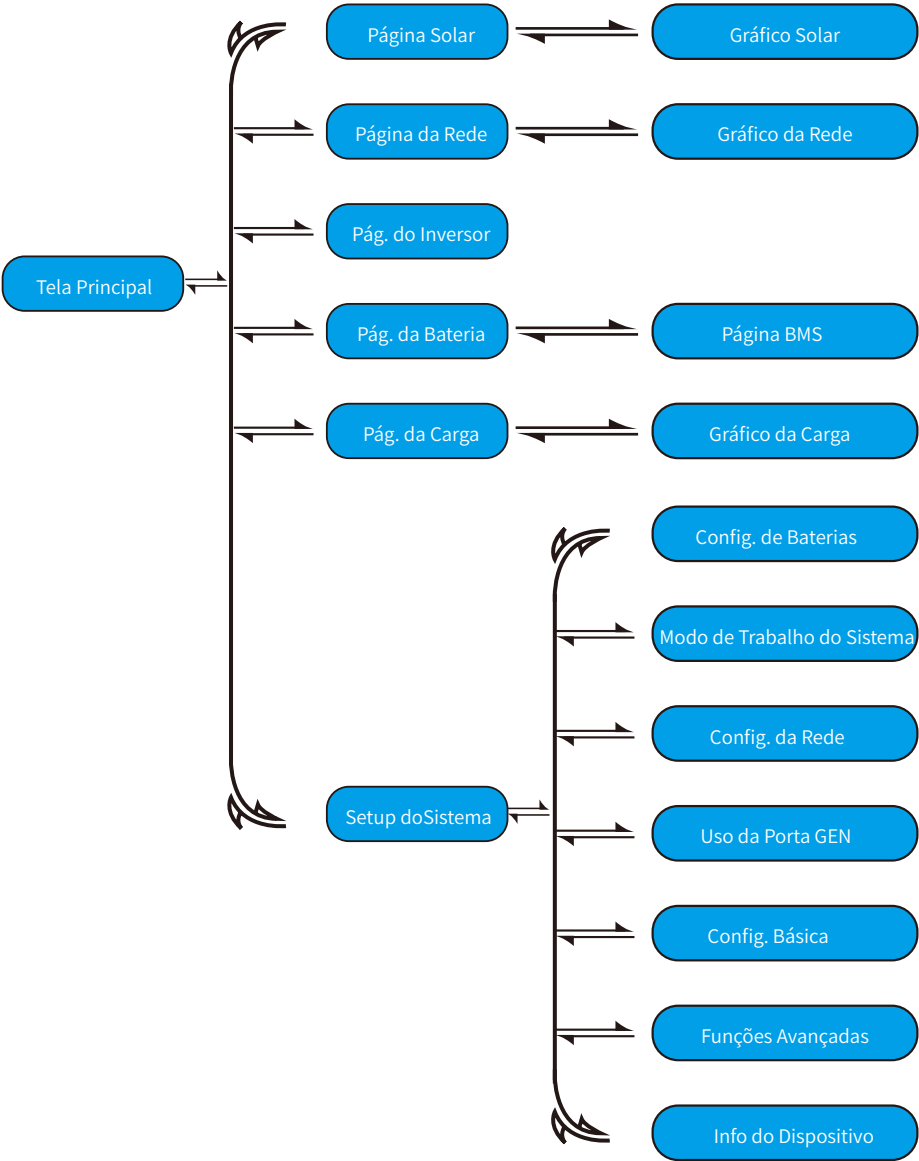 Página Solar
Gráfico Solar
Página da Rede
Gráfico da Rede
Pág. do Inversor
Tela Principal
Pág. da Bateria
Página BMS
Pág. da Carga
Gráfico da Carga
Config. de Baterias
Modo de Trabalho do Sistema
Config. da Rede
Setup doSistema
Uso da Porta GEN
Config. Básica
Funções Avançadas
Info do Dispositivo